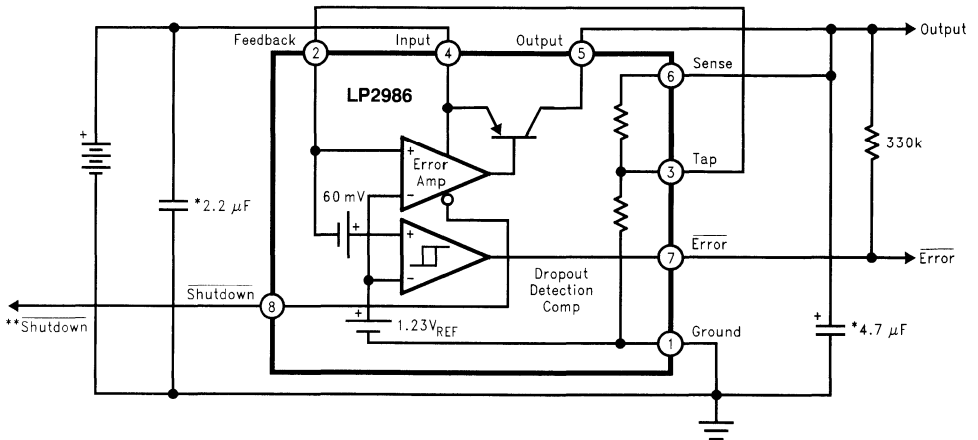 Feedback
2
Input
4
Output
5
Output
6
Sense
LP2986
+
Error
Amp
−
3
Tap
330k
+
*2.2 µF
60 mV
+
+
−
7
Error
Error
Dropout
Detection
Comp
Shutdown
8
**Shutdown
+
1.23VREF
1
Ground
+
*4.7 µF